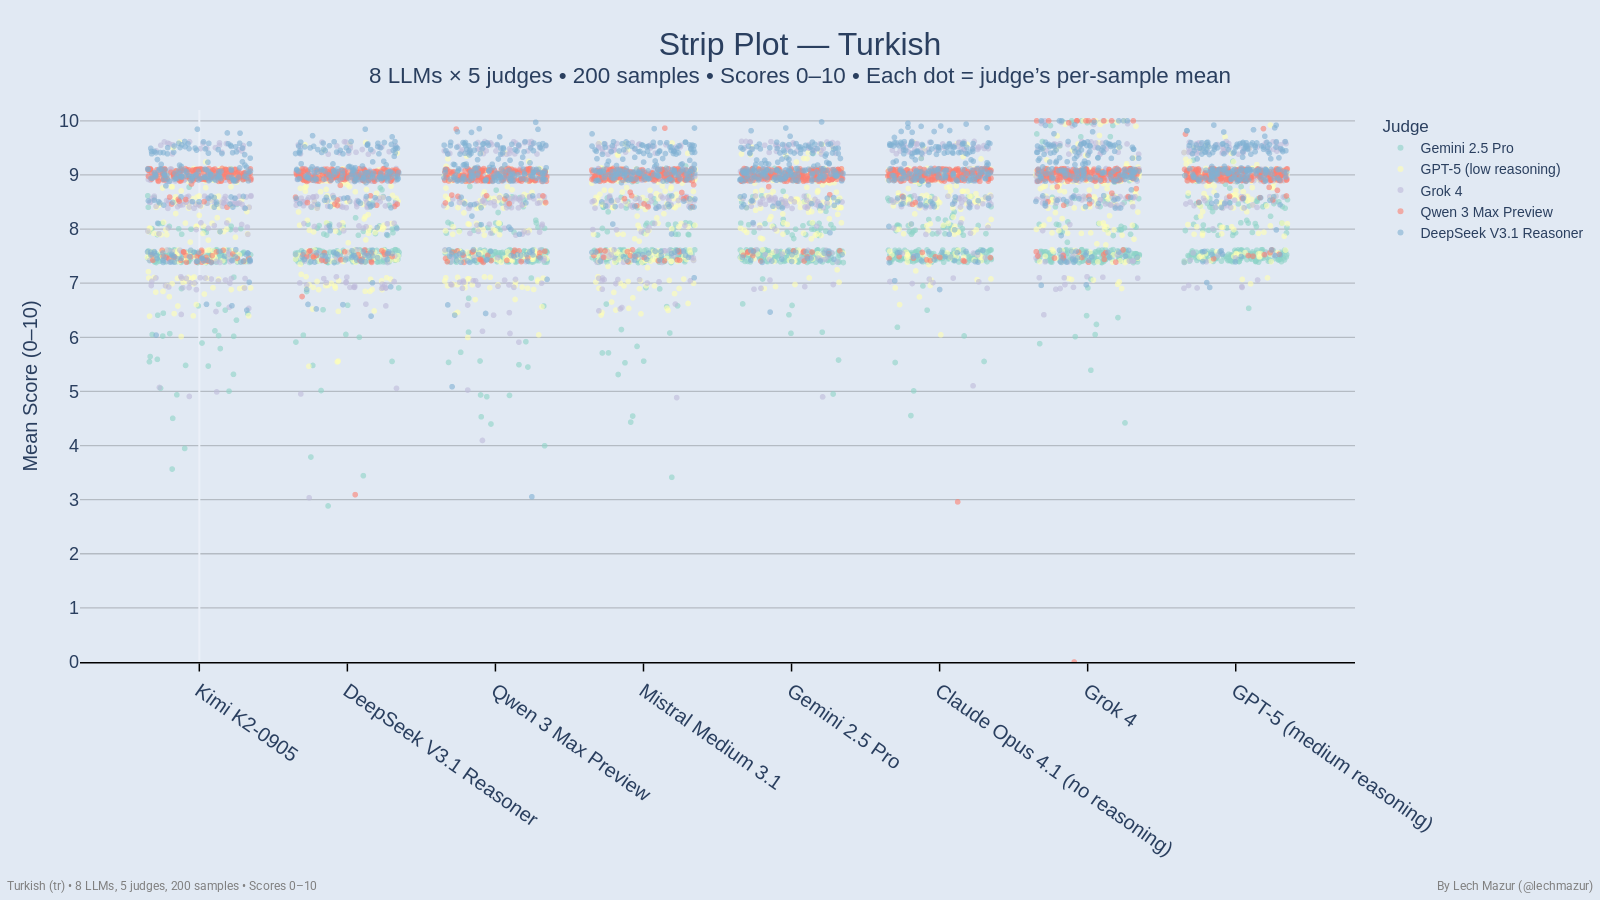 Strip Plot — Turkish
8 LLMs × 5 judges • 200 samples • Scores 0–10 • Each dot = judge’s per-sample mean
Mean Score (0–10)
10
9
8
7
6
5
4
3
2
1
0
Kimi K2-0905
DeepSeek V3.1 Reasoner
Qwen 3 Max Preview
Mistral Medium 3.1
Gemini 2.5 Pro
Claude Opus 4.1 (no reasoning)
Grok 4
GPT-5 (medium reasoning)
Judge
Gemini 2.5 Pro
GPT-5 (low reasoning)
Grok 4
Qwen 3 Max Preview
DeepSeek V3.1 Reasoner
Turkish (tr) • 8 LLMs, 5 judges, 200 samples • Scores 0–10
By Lech Mazur (@lechmazur)